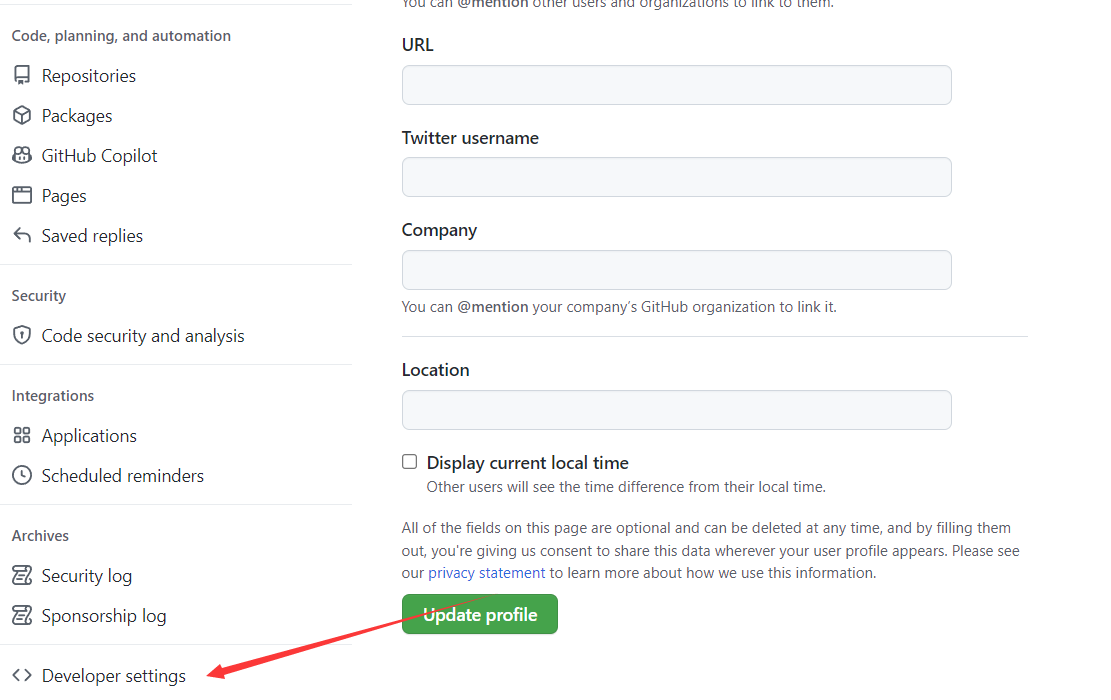 Code, planning, and automation
Repositories
Packages
GitHub Copilot
Pages
Saved replies
Security
Code security and analysis
Integrations
Applications
Scheduled reminders
Archives
Security log
Sponsorship log
Developer settings
You can @mention other users and organizations to link to them.
URL
Twitter username
Company
You can @mention your company's GitHub organization to link it.
Location
Display current local time
Other users will see the time difference from their local time.
All of the fields on this page are optional and can be deleted at any time, and by filling them
out, you're giving us consent to share this data wherever your user profile appears. Please see
our privacy statement to learn more about how we use this information.
Update profile